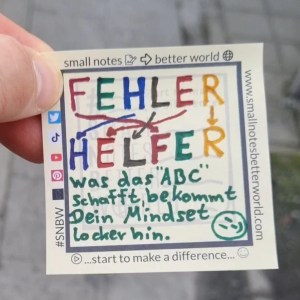 small notes ⇨ better world
FEHLER
HELFER
Was das "ABC"
schafft, bekommt
Dein Mindset
locker hin.
www.smallnotesbetterworld.com
#SNBW
...start to make a difference...